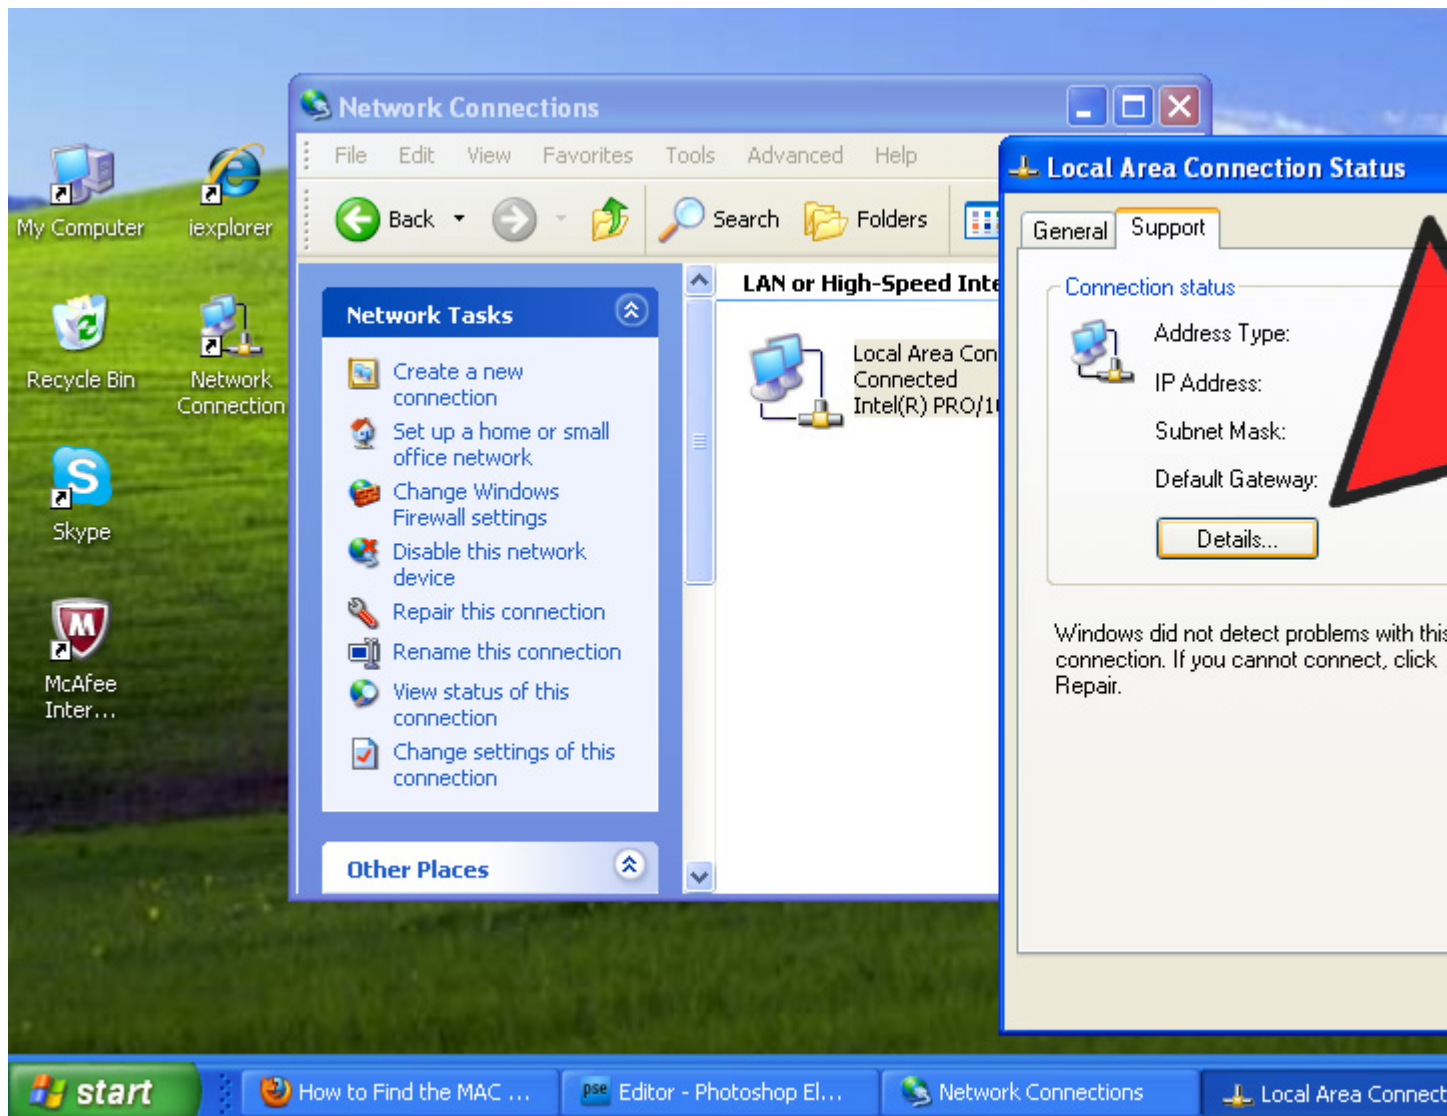 Network Connections
File Edit View Favorites Tools Advanced Help
Back Search Folders
My Computer
iexplorer
Recycle Bin
Network
Connection
Skype
McAfee
Inter...
Network Tasks
Create a new
connection
Set up a home or small
office network
Change Windows
Firewall settings
Disable this network
device
Repair this connection
Rename this connection
View status of this
connection
Change settings of this
connection
Other Places
LAN or High-Speed Inte
Local Area Con
Connected
Intel(R) PRO/10
Local Area Connection Status
General Support
Connection status
Address Type:
IP Address:
Subnet Mask:
Default Gateway:
Details...
Windows did not detect problems with this
connection. If you cannot connect, click
Repair.
start
How to Find the MAC ...
pse Editor - Photoshop El...
Network Connections
Local Area Connect